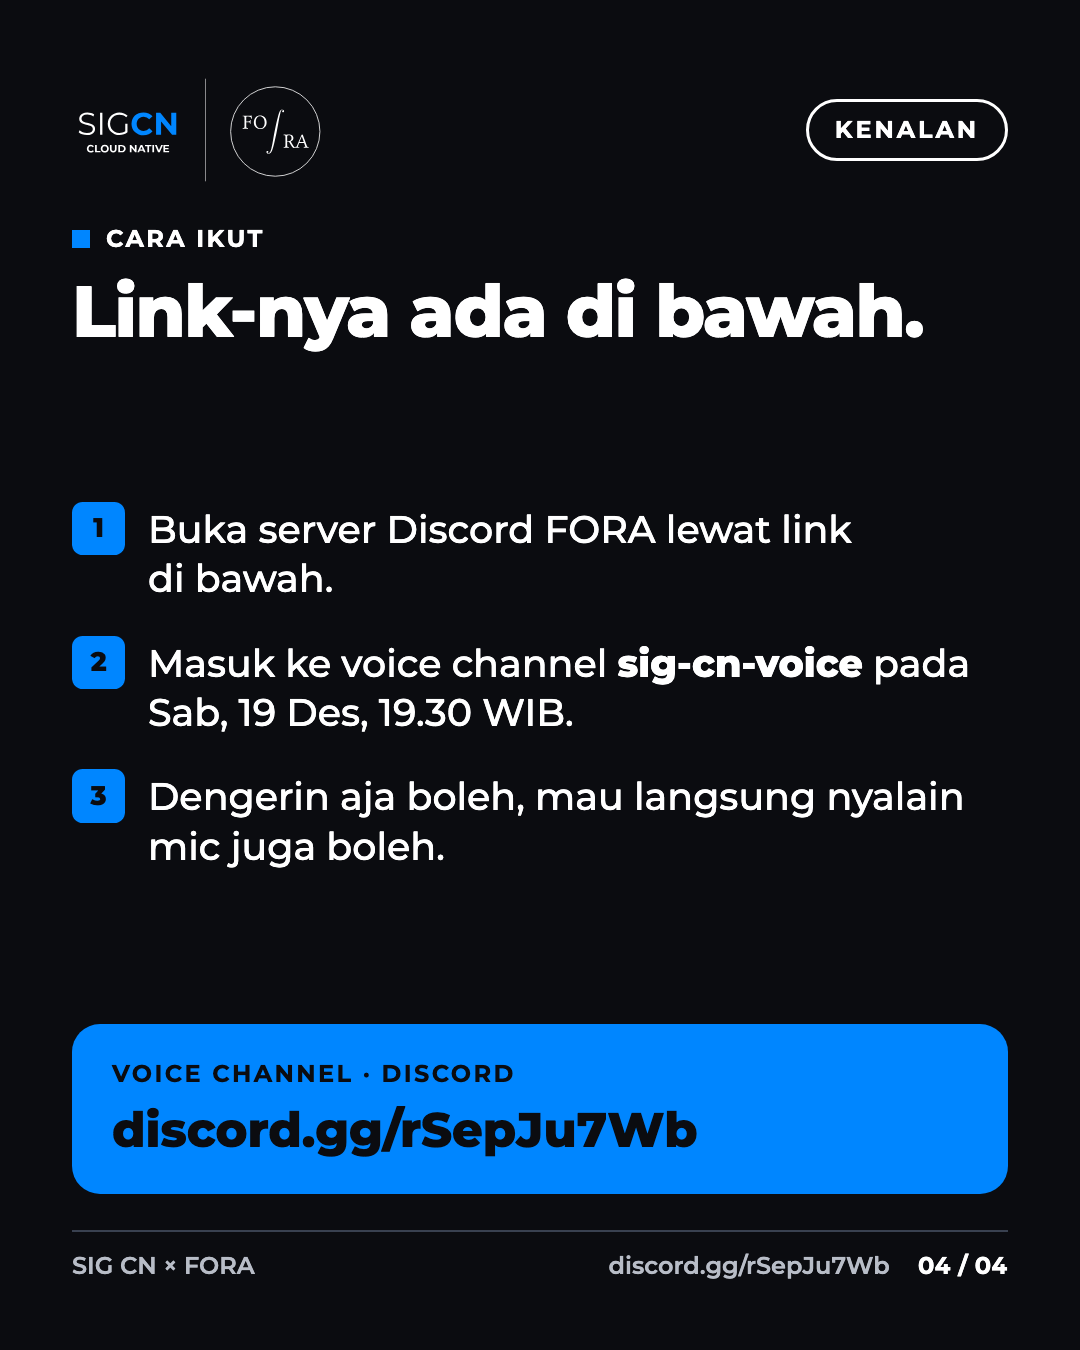 SIGCN
CLOUD NATIVE
FO
RA
KENALAN
CARA IKUT
Link-nya ada di bawah.
1
Buka server Discord FORA lewat link
di bawah.
2
Masuk ke voice channel sig-cn-voice pada
Sab, 19 Des, 19.30 WIB.
3
Dengerin aja boleh, mau langsung nyalain
mic juga boleh.
VOICE CHANNEL · DISCORD
discord.gg/rSepJu7Wb
SIG CN × FORA
discord.gg/rSepJu7Wb
04 / 04